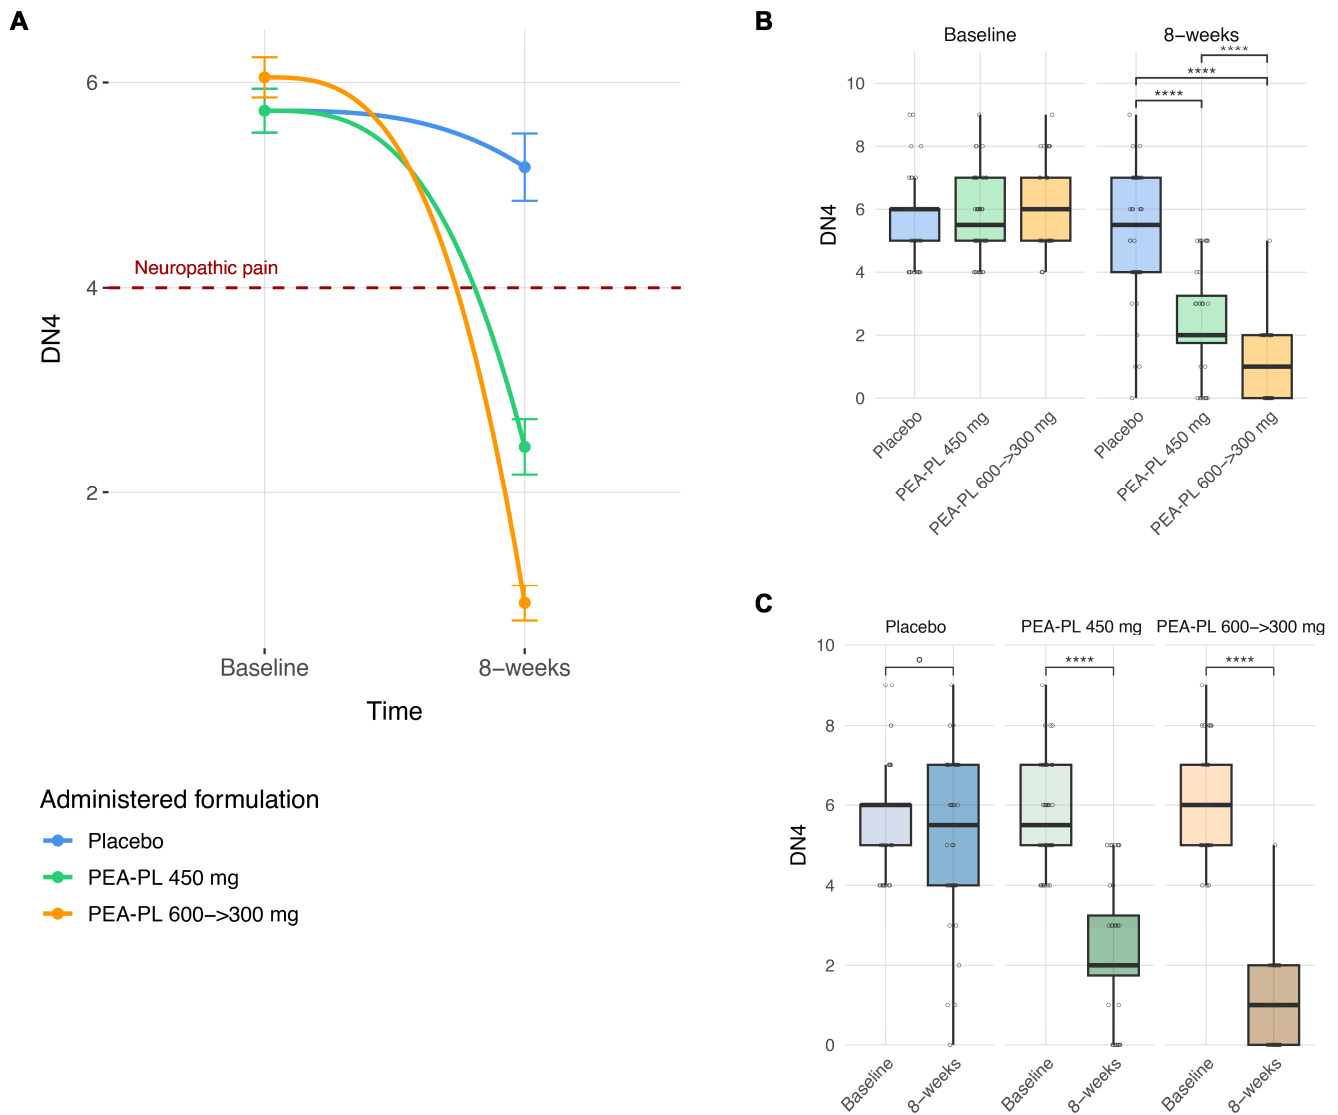 A
6
4
2
DN4
Neuropathic pain
Baseline
8−weeks
Time
Administered formulation
Placebo
PEA-PL 450 mg
PEA-PL 600−>300 mg
B
Baseline
8−weeks
****
****
****
10
8
6
4
2
0
DN4
Placebo
PEA-PL 450 mg
PEA-PL 600−>300 mg
Placebo
PEA-PL 450 mg
PEA-PL 600−>300 mg
C
Placebo
PEA-PL 450 mg
PEA-PL 600−>300 mg
°
****
****
10
8
6
4
2
0
DN4
Baseline
8−weeks
Baseline
8−weeks
Baseline
8−weeks